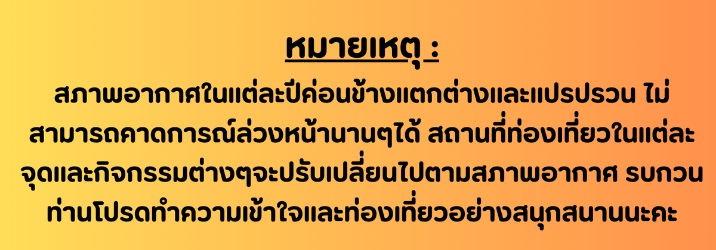 หมายเหตุ :
สภาพอากาศในแต่ละปีค่อนข้างแตกต่างและแปรปรวน ไม่
สามารถคาดการณ์ล่วงหน้านานๆได้ สถานที่ท่องเที่ยวในแต่ละ
จุดและกิจกรรมต่างๆจะปรับเปลี่ยนไปตามสภาพอากาศ รบกวน
ท่านโปรดทำความเข้าใจและท่องเที่ยวอย่างสนุกสนานนะคะ